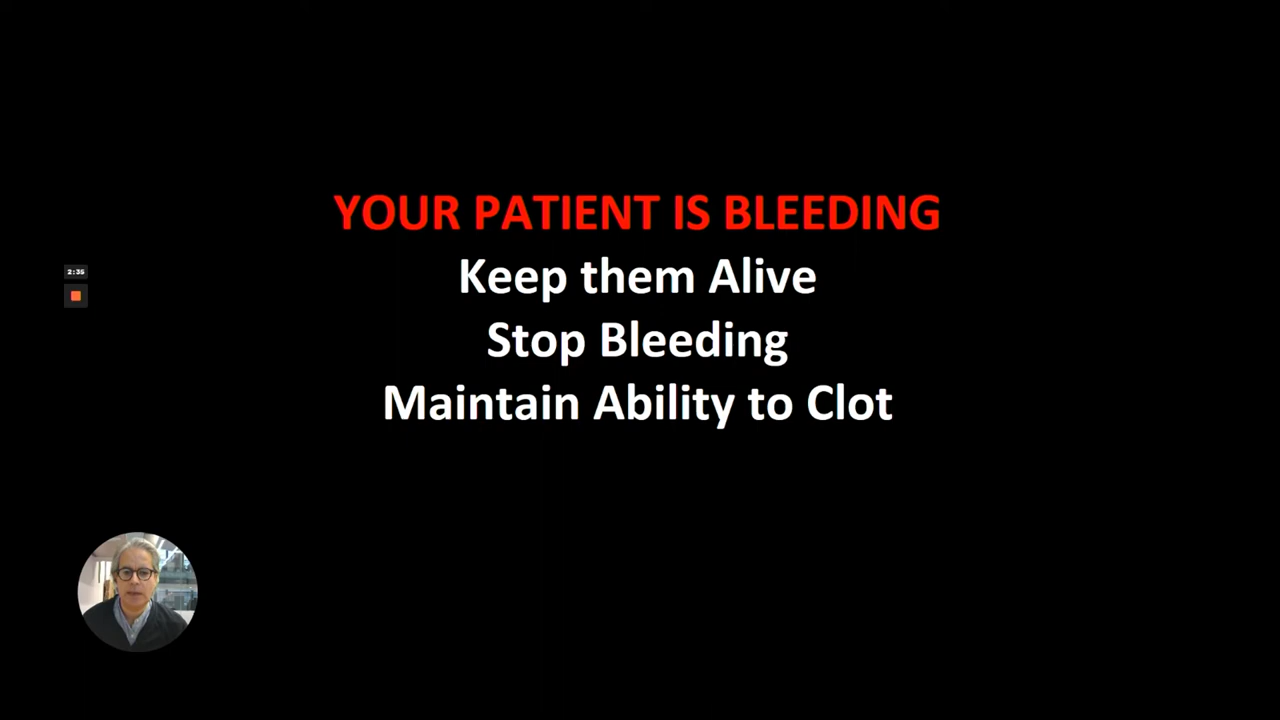 YOUR PATIENT IS BLEEDING
Keep them Alive
2:35
Stop Bleeding
Maintain Ability to Clot